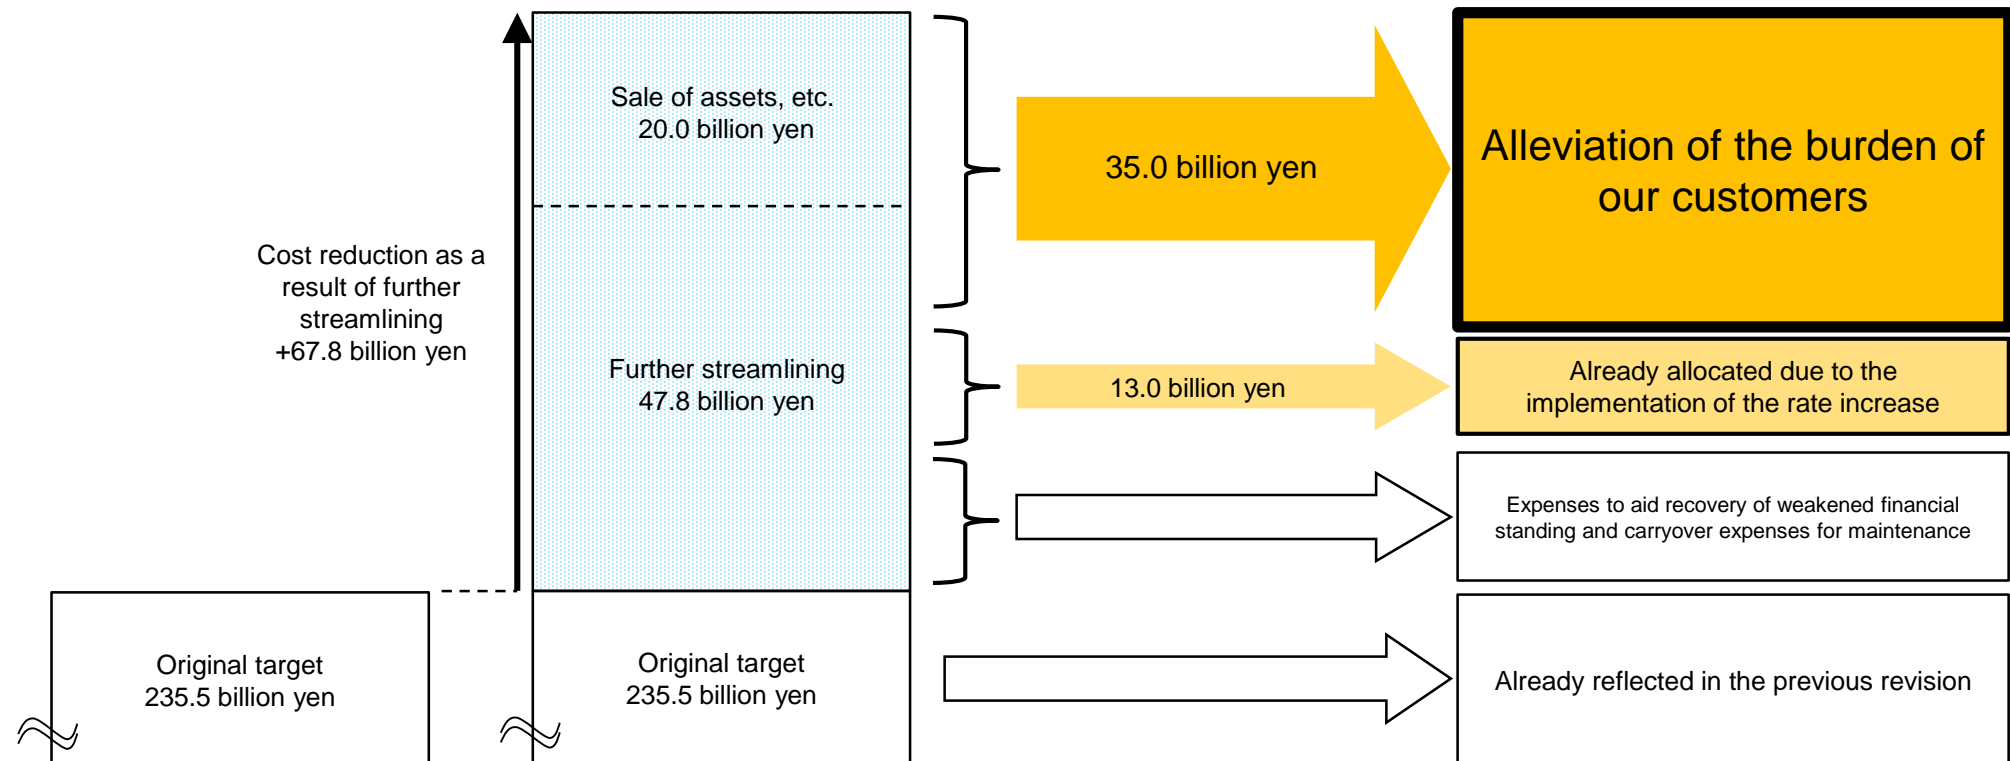 Cost reduction as a
result of further
streamlining
+67.8 billion yen
Original target
235.5 billion yen
Sale of assets, etc.
20.0 billion yen
Further streamlining
47.8 billion yen
Original target
235.5 billion yen
35.0 billion yen
13.0 billion yen
Alleviation of the burden of
our customers
Already allocated due to the
implementation of the rate increase
Expenses to aid recovery of weakened financial
standing and carryover expenses for maintenance
Already reflected in the previous revision